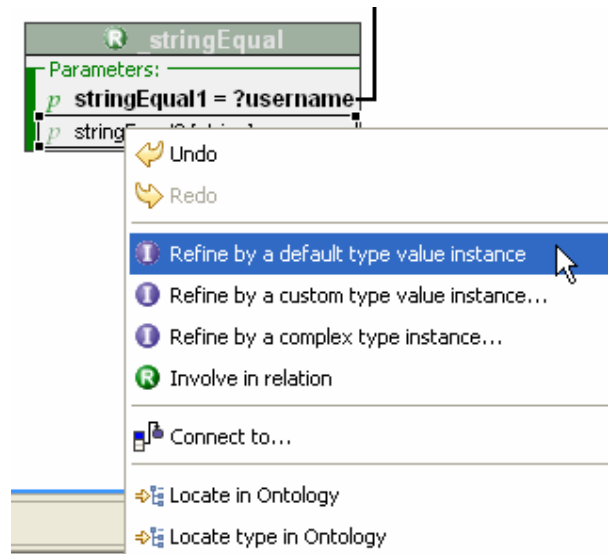 R _stringEqual
Parameters:
p stringEqual1 = ?username
p string
Undo
Redo
I Refine by a default type value instance
I Refine by a custom type value instance...
I Refine by a complex type instance...
R Involve in relation
Connect to...
Locate in Ontology
Locate type in Ontology